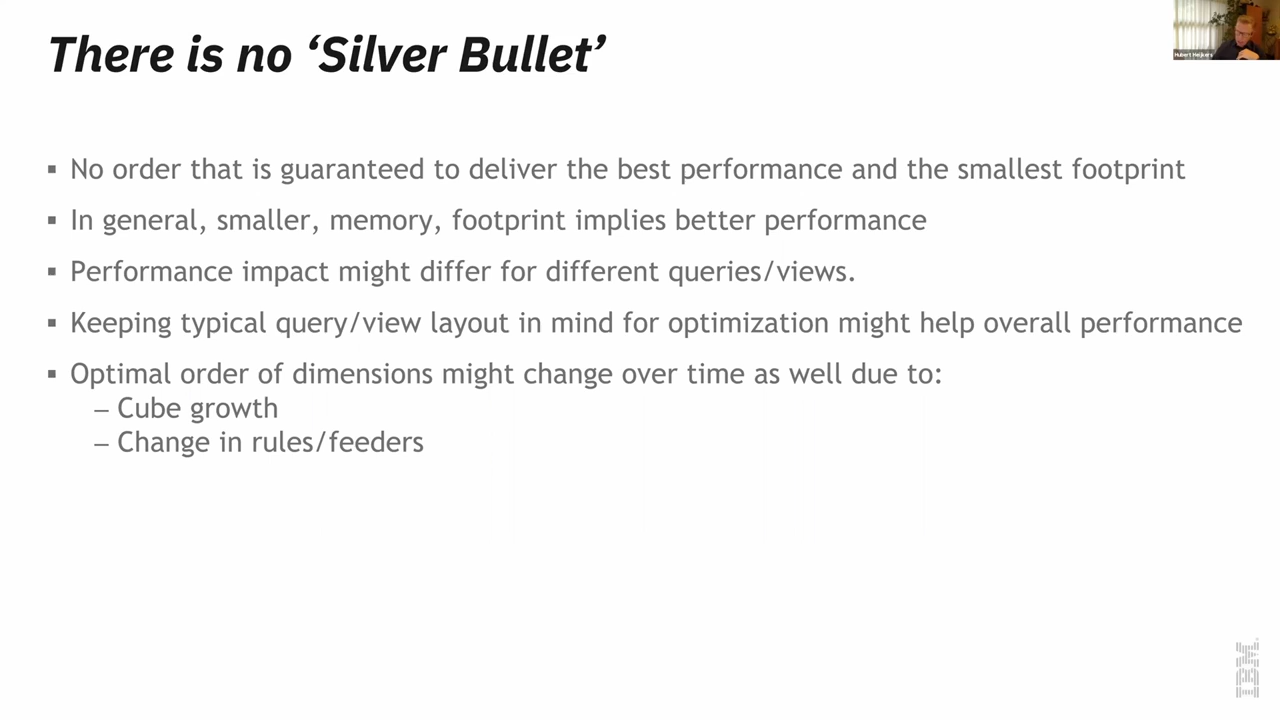 There is no ‘Silver Bullet’
Hubert Heijkers
▪ No order that is guaranteed to deliver the best performance and the smallest footprint
▪ In general, smaller, memory, footprint implies better performance
▪ Performance impact might differ for different queries/views.
▪ Keeping typical query/view layout in mind for optimization might help overall performance
▪ Optimal order of dimensions might change over time as well due to:
– Cube growth
– Change in rules/feeders
IBM